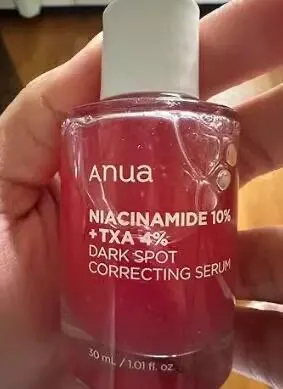 Anua
NIACINAMIDE 10%
+TXA 4%
DARK SPOT
CORRECTING SERUM
30 mL / 1.01 fl. oz